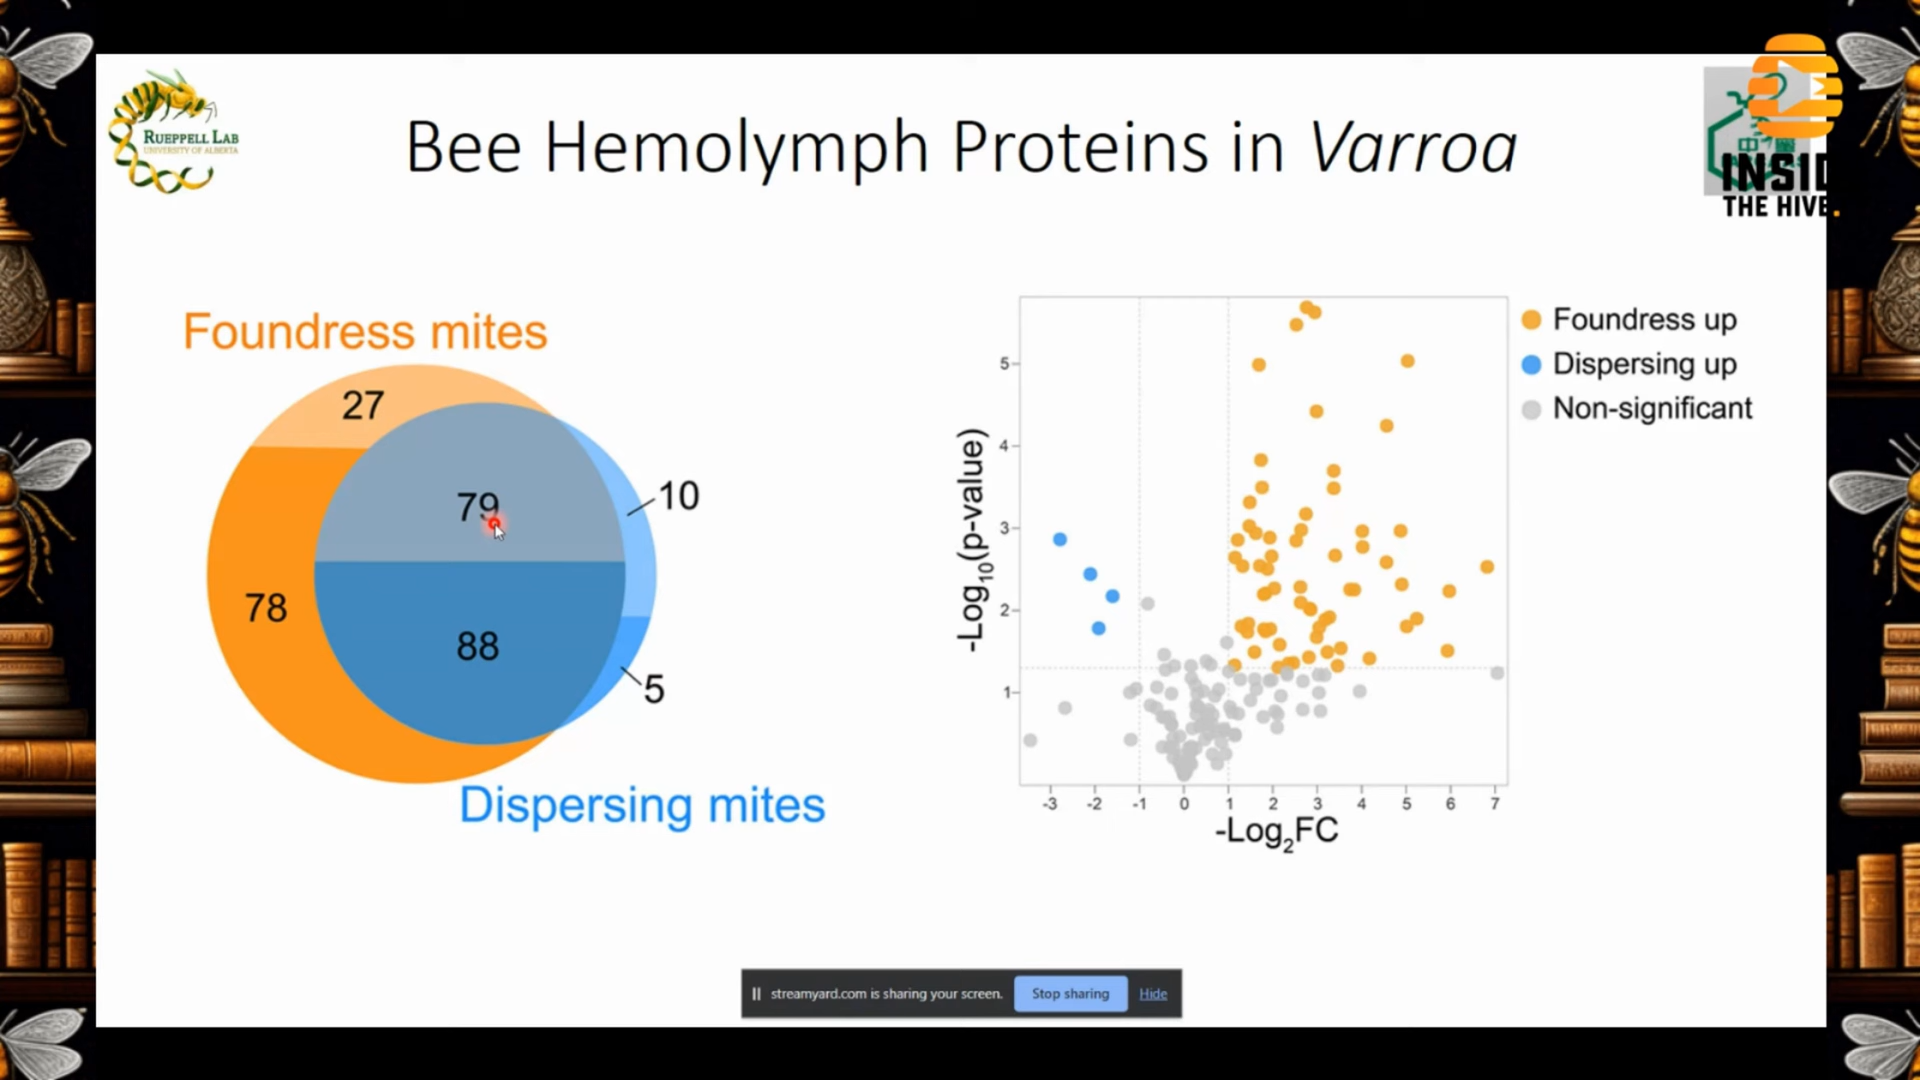 RUEPPELL LAB
UNIVERSITY OF ALBERTA
Bee Hemolymph Proteins in Varroa
INSID
THE HIVE.
Foundress mites
27
79
10
78
88
5
Dispersing mites
-Log10(p-value)
5
4
3
2
1
-3 -2 -1 0 1 2 3 4 5 6 7
-Log2FC
Foundress up
Dispersing up
Non-significant
streamyard.com is sharing your screen.
Stop sharing
Hide